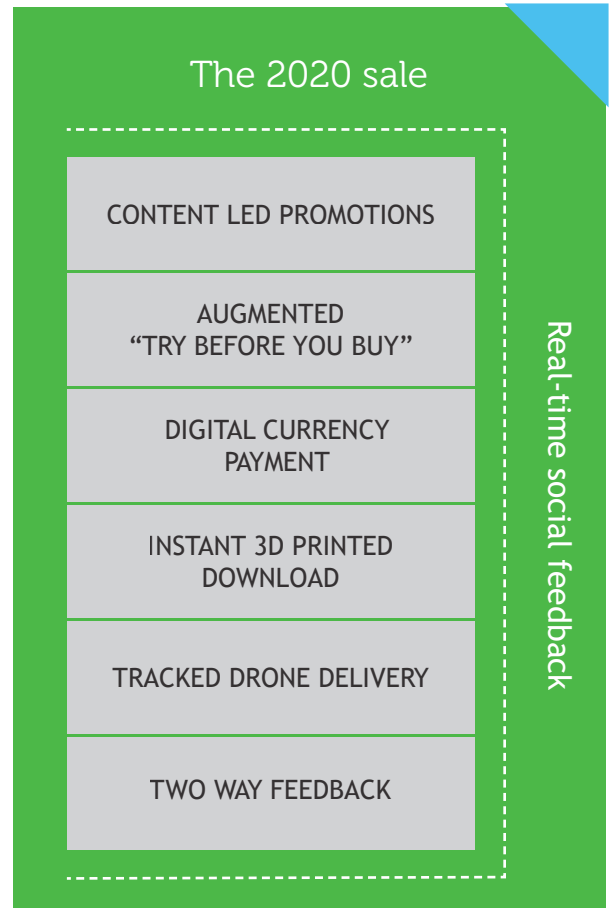 The 2020 sale
CONTENT LED PROMOTIONS
AUGMENTED
“TRY BEFORE YOU BUY”
DIGITAL CURRENCY
PAYMENT
INSTANT 3D PRINTED
DOWNLOAD
TRACKED DRONE DELIVERY
TWO WAY FEEDBACK
Real-time social feedback